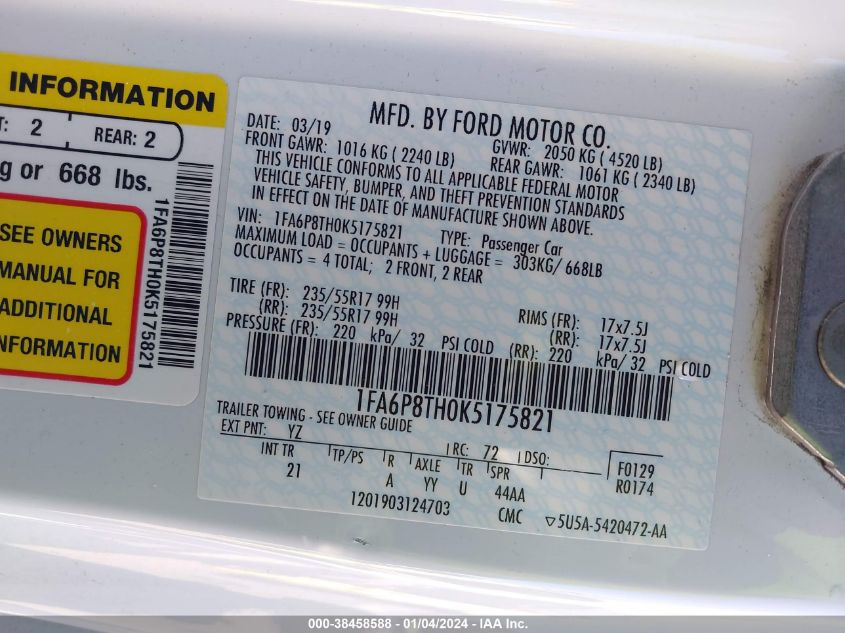 INFORMATION
T: 2 REAR: 2
g or 668 lbs.
SEE OWNERS
MANUAL FOR
ADDITIONAL
INFORMATION
1FA6P8TH0K5175821
MFD. BY FORD MOTOR CO.
DATE: 03/19 GVWR: 2050 KG ( 4520 LB)
FRONT GAWR: 1016 KG ( 2240 LB) REAR GAWR: 1061 KG ( 2340 LB)
THIS VEHICLE CONFORMS TO ALL APPLICABLE FEDERAL MOTOR
VEHICLE SAFETY, BUMPER, AND THEFT PREVENTION STANDARDS
IN EFFECT ON THE DATE OF MANUFACTURE SHOWN ABOVE.
VIN: 1FA6P8TH0K5175821 TYPE: Passenger Car
MAXIMUM LOAD = OCCUPANTS + LUGGAGE = 303KG/ 668LB
OCCUPANTS = 4 TOTAL; 2 FRONT, 2 REAR
TIRE (FR): 235/55R17 99H RIMS (FR): 17x7.5J
(RR): 235/55R17 99H (RR): 17x7.5J
PRESSURE (FR): 220 kPa/ 32 PSI COLD (RR): 220 kPa/ 32 PSI COLD
1FA6P8TH0K5175821
TRAILER TOWING - SEE OWNER GUIDE
EXT PNT: YZ RC: 72 DSO: F0129
R0174
INT TR TP/PS R AXLE TR SPR
21 A YY U 44AA
1201903124703 CMC ▽5U5A-5420472-AA
000-38458588 - 01/04/2024 - IAA Inc.